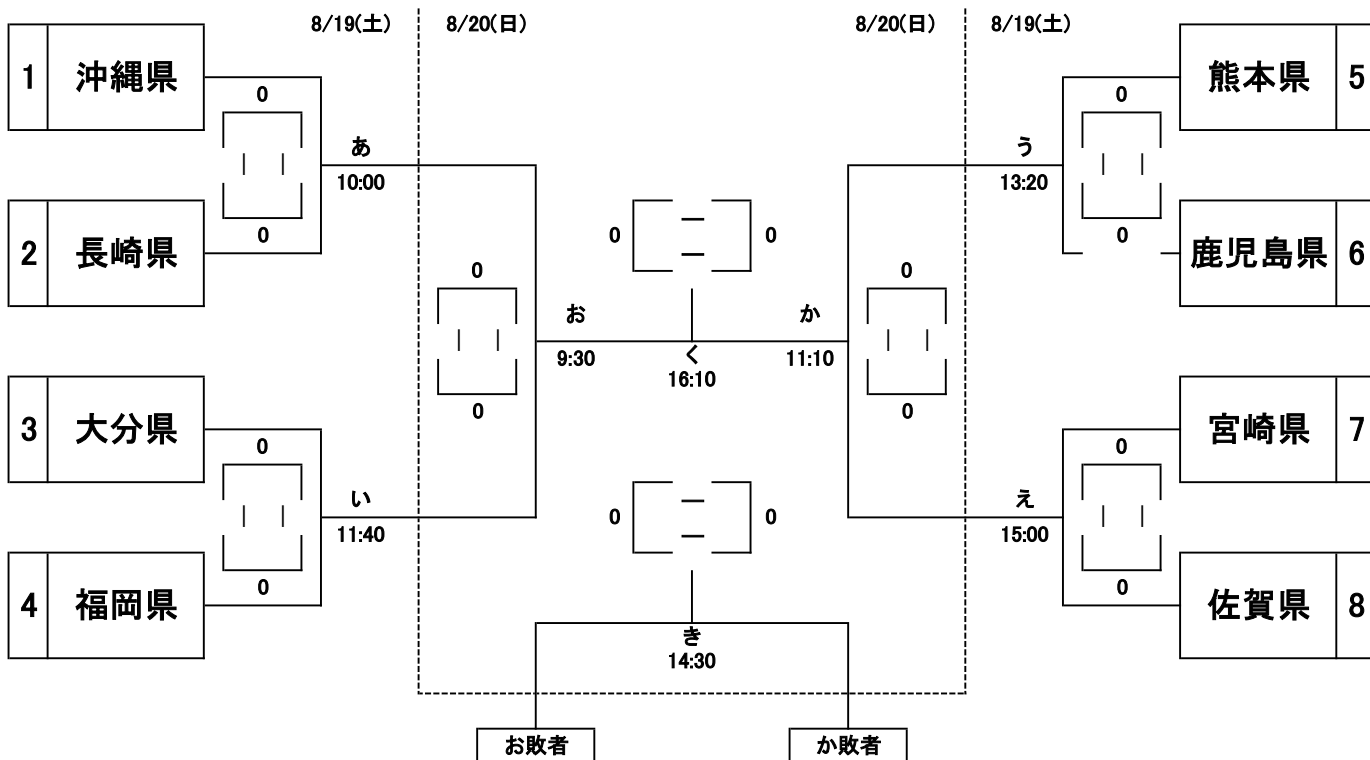 8/19(土)
8/20(日)
8/20(日)
8/19(土)
1 沖縄県
熊本県 5
0
0
あ
10:00
う
13:20
0
0
2 長崎県
鹿児島県 6
0
0
0
0
お
9:30
か
11:10
く
16:10
0
0
3 大分県
宮崎県 7
0
0
い
11:40
え
15:00
0
0
0
0
4 福岡県
佐賀県 8
き
14:30
お敗者
か敗者